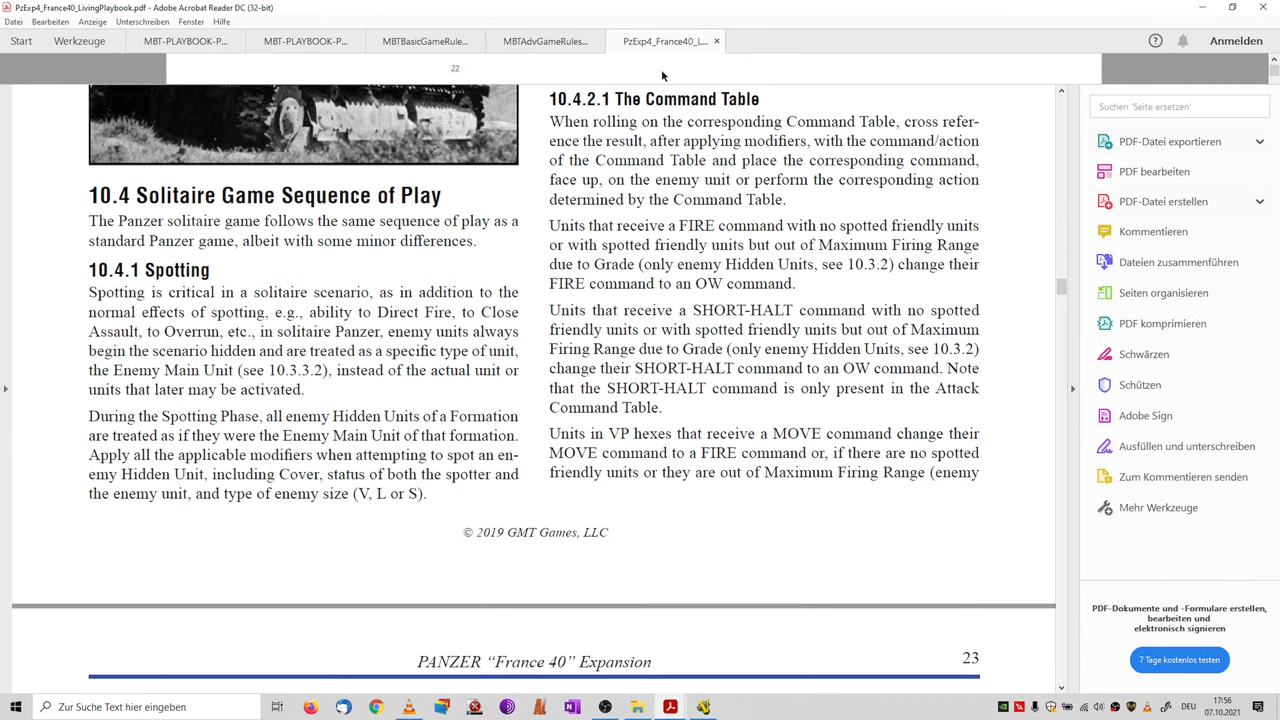 PzExp4_France40_LivingPlaybook.pdf - Adobe Acrobat Reader DC (32-bit)
Datei Bearbeiten Anzeige Unterschreiben Fenster Hilfe
Start Werkzeuge MBT-PLAYBOOK-P... MBT-PLAYBOOK-P... MBTBasicGameRule... MBTAdvGameRules... PzExp4_France40_L... Anmelden
22
10.4 Solitaire Game Sequence of Play
The Panzer solitaire game follows the same sequence of play as a
standard Panzer game, albeit with some minor differences.
10.4.1 Spotting
Spotting is critical in a solitaire scenario, as in addition to the
normal effects of spotting, e.g., ability to Direct Fire, to Close
Assault, to Overrun, etc., in solitaire Panzer, enemy units always
begin the scenario hidden and are treated as a specific type of unit,
the Enemy Main Unit (see 10.3.3.2), instead of the actual unit or
units that later may be activated.
During the Spotting Phase, all enemy Hidden Units of a Formation
are treated as if they were the Enemy Main Unit of that formation.
Apply all the applicable modifiers when attempting to spot an en-
emy Hidden Unit, including Cover, status of both the spotter and
the enemy unit, and type of enemy size (V, L or S).
10.4.2.1 The Command Table
When rolling on the corresponding Command Table, cross refer-
ence the result, after applying modifiers, with the command/action
of the Command Table and place the corresponding command,
face up, on the enemy unit or perform the corresponding action
determined by the Command Table.
Units that receive a FIRE command with no spotted friendly units
or with spotted friendly units but out of Maximum Firing Range
due to Grade (only enemy Hidden Units, see 10.3.2) change their
FIRE command to an OW command.
Units that receive a SHORT-HALT command with no spotted
friendly units or with spotted friendly units but out of Maximum
Firing Range due to Grade (only enemy Hidden Units, see 10.3.2)
change their SHORT-HALT command to an OW command. Note
that the SHORT-HALT command is only present in the Attack
Command Table.
Units in VP hexes that receive a MOVE command change their
MOVE command to a FIRE command or, if there are no spotted
friendly units or they are out of Maximum Firing Range (enemy
© 2019 GMT Games, LLC
PANZER “France 40” Expansion 23
Suchen 'Seite ersetzen'
PDF-Datei exportieren
PDF bearbeiten
PDF-Datei erstellen
Kommentieren
Dateien zusammenführen
Seiten organisieren
PDF komprimieren
Schwärzen
Schützen
Adobe Sign
Ausfüllen und unterschreiben
Zum Kommentieren senden
Mehr Werkzeuge
PDF-Dokumente und -Formulare erstellen,
bearbeiten und
elektronisch signieren
7 Tage kostenlos testen
Zur Suche Text hier eingeben
DEU
17:56
07.10.2021